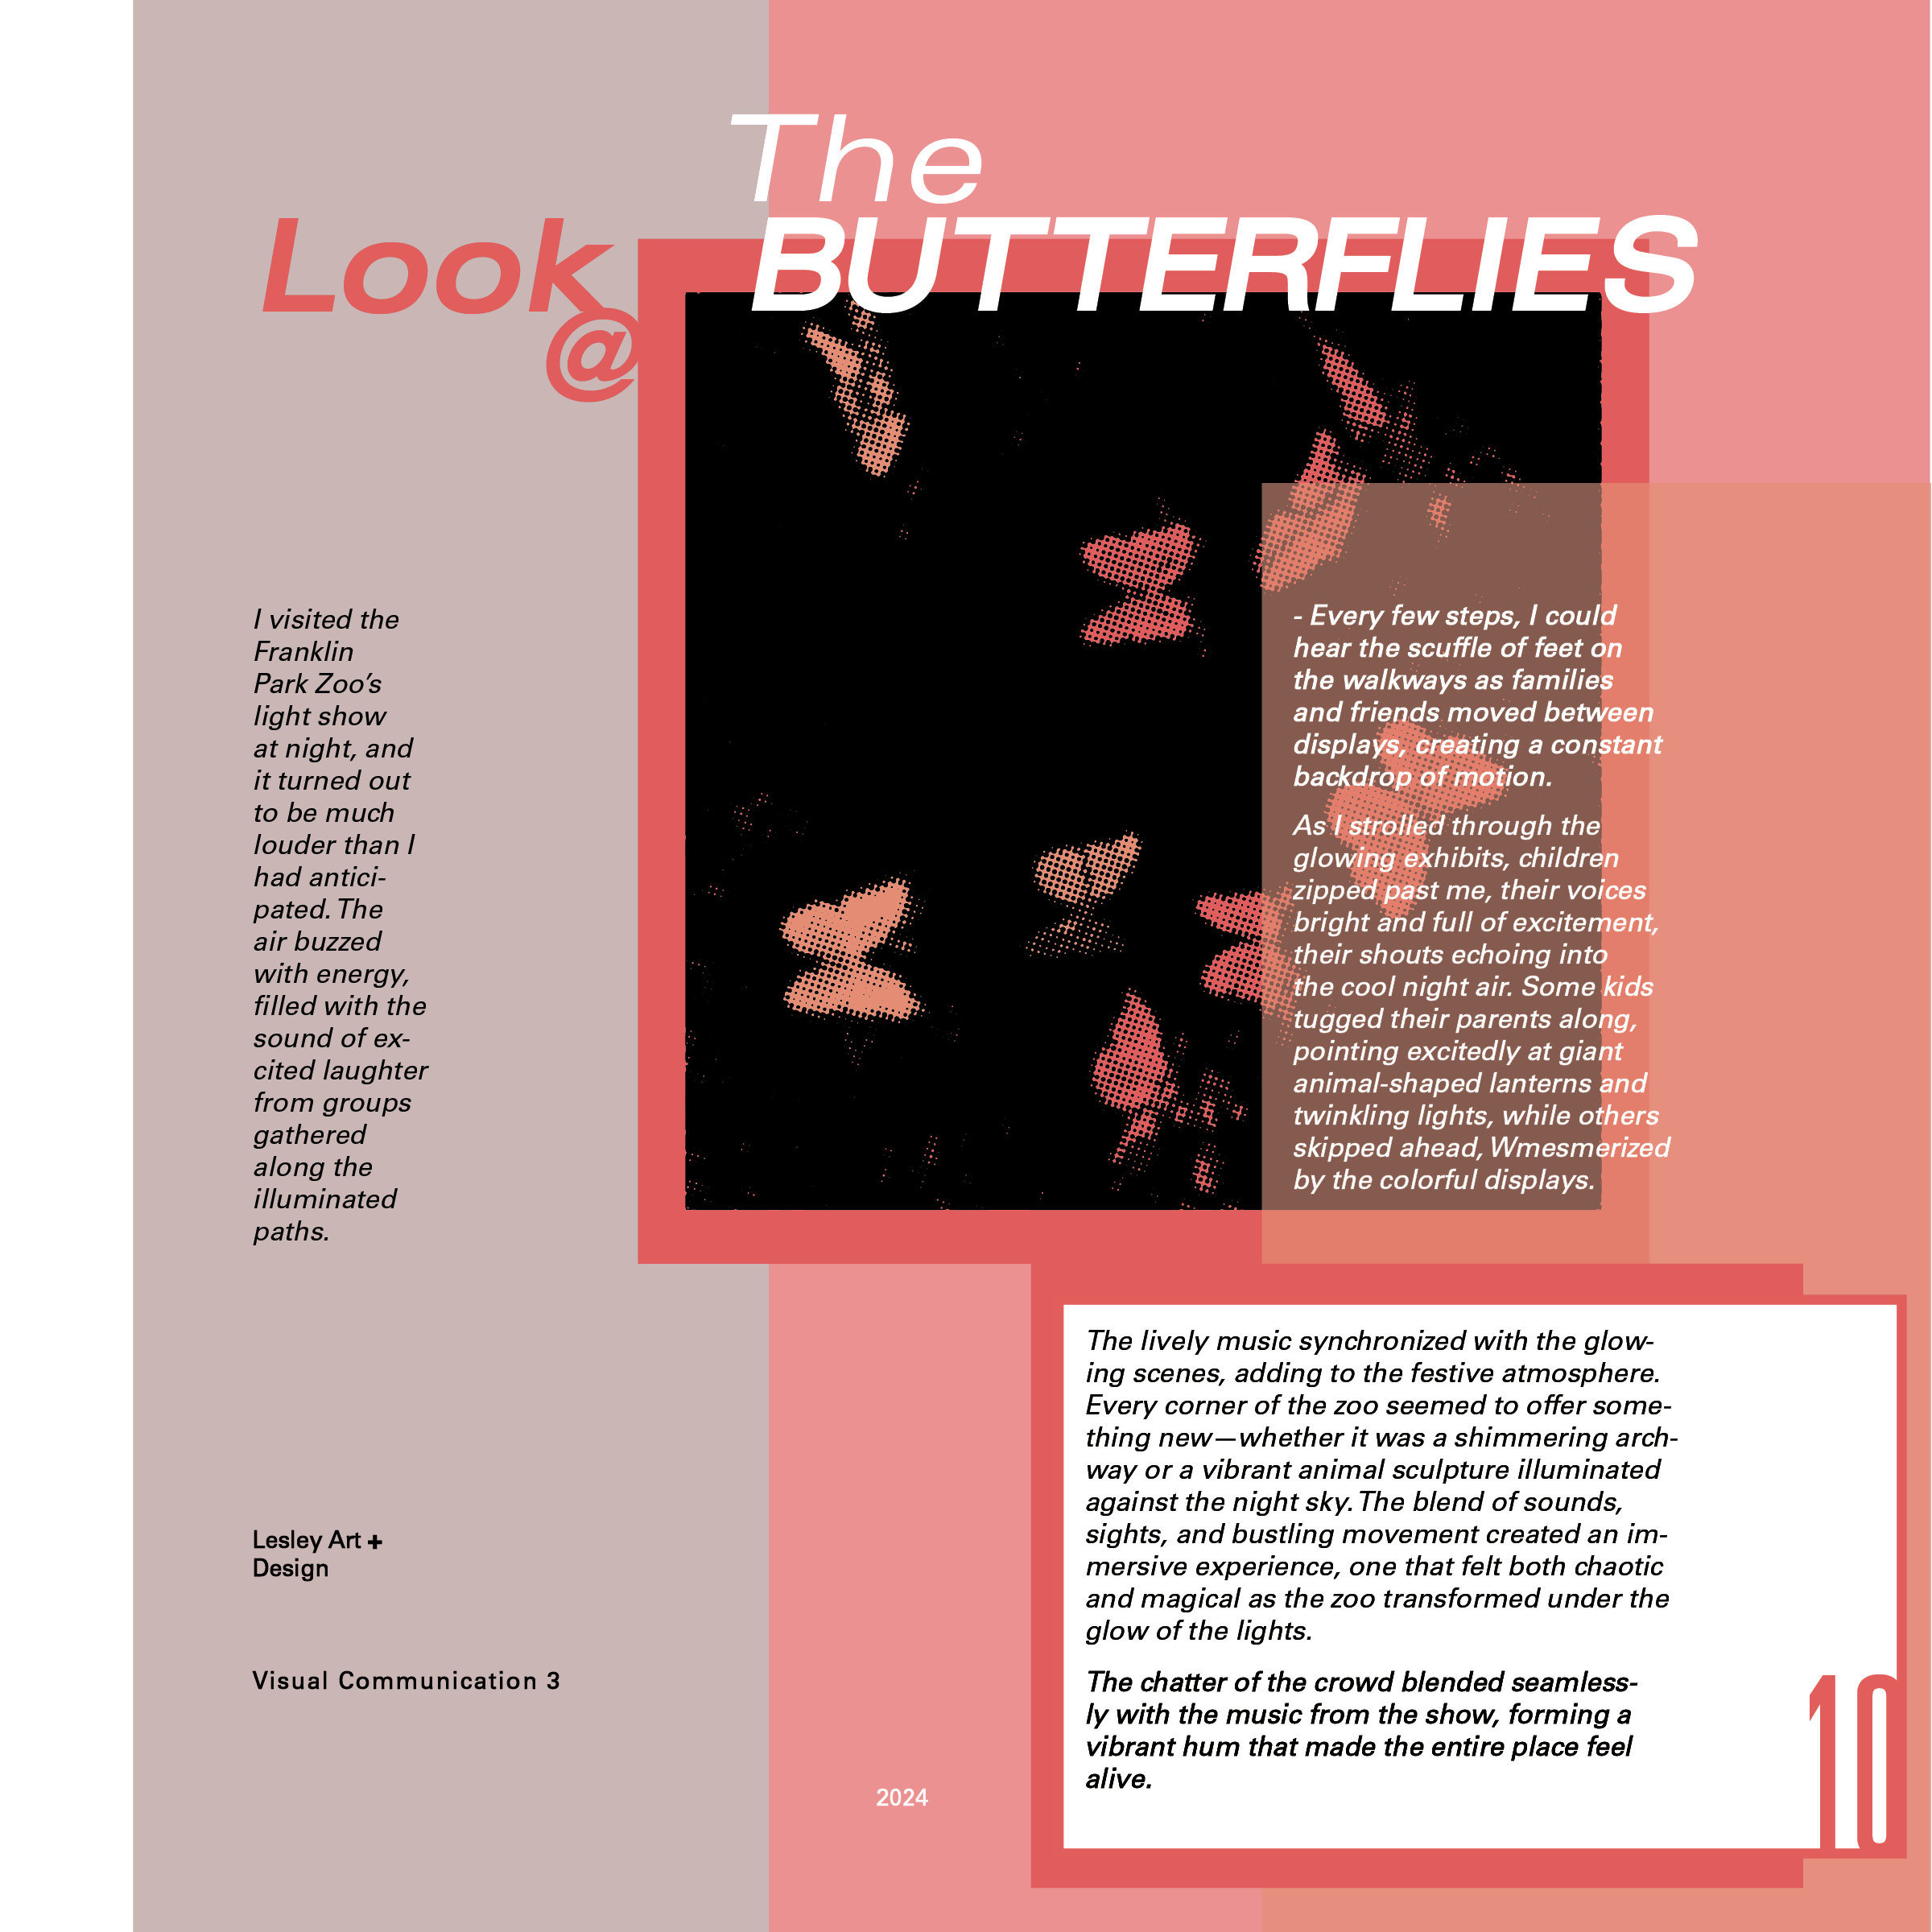 The
Look
BUTTERFLIES
@
I visited the
Franklin
Park Zoo’s
light show
at night, and
it turned out
to be much
louder than I
had antici-
pated. The
air buzzed
with energy,
filled with the
sound of ex-
cited laughter
from groups
gathered
along the
illuminated
paths.
- Every few steps, I could
hear the scuffle of feet on
the walkways as families
and friends moved between
displays, creating a constant
backdrop of motion.
As I strolled through the
glowing exhibits, children
zipped past me, their voices
bright and full of excitement,
their shouts echoing into
the cool night air. Some kids
tugged their parents along,
pointing excitedly at giant
animal-shaped lanterns and
twinkling lights, while others
skipped ahead, Wmesmerized
by the colorful displays.
The lively music synchronized with the glow-
ing scenes, adding to the festive atmosphere.
Every corner of the zoo seemed to offer some-
thing new—whether it was a shimmering arch-
way or a vibrant animal sculpture illuminated
against the night sky. The blend of sounds,
sights, and bustling movement created an im-
mersive experience, one that felt both chaotic
and magical as the zoo transformed under the
glow of the lights.
The chatter of the crowd blended seamless-
ly with the music from the show, forming a
vibrant hum that made the entire place feel
alive.
Lesley Art +
Design
Visual Communication 3
2024
10